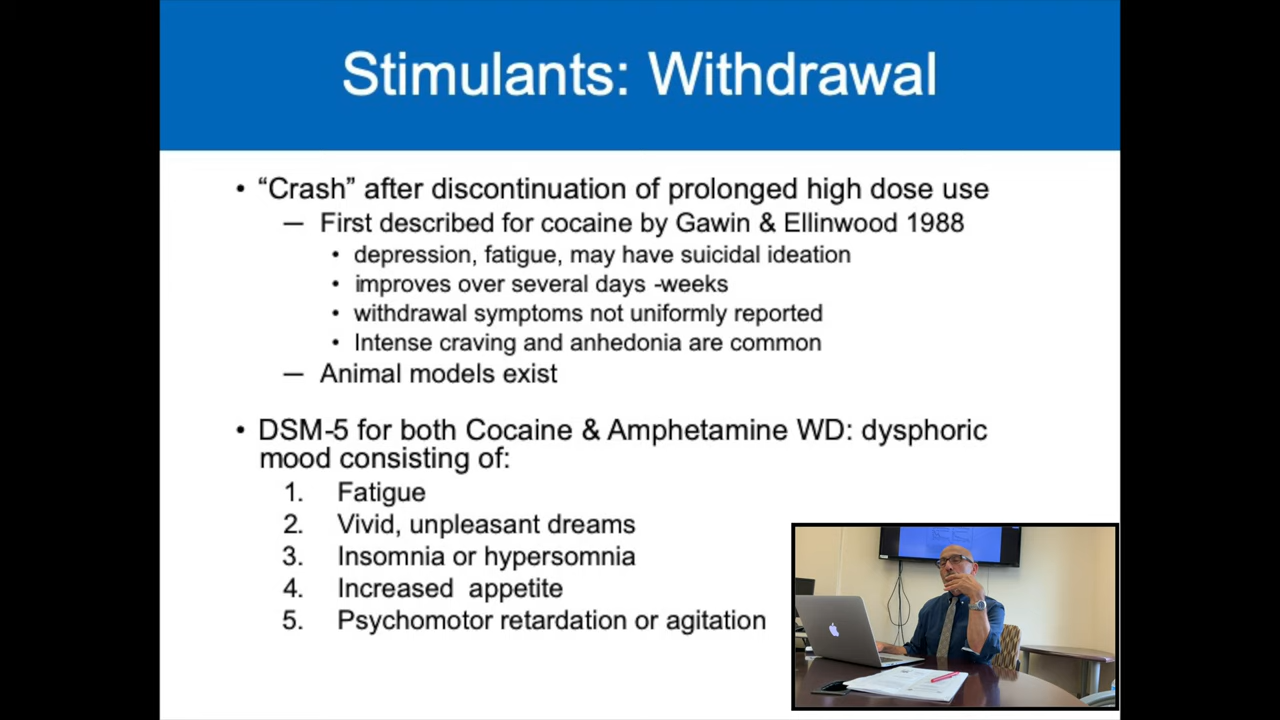 Stimulants: Withdrawal
• “Crash” after discontinuation of prolonged high dose use
— First described for cocaine by Gawin & Ellinwood 1988
• depression, fatigue, may have suicidal ideation
• improves over several days -weeks
• withdrawal symptoms not uniformly reported
• Intense craving and anhedonia are common
— Animal models exist
• DSM-5 for both Cocaine & Amphetamine WD: dysphoric
mood consisting of:
1. Fatigue
2. Vivid, unpleasant dreams
3. Insomnia or hypersomnia
4. Increased  appetite
5. Psychomotor retardation or agitation